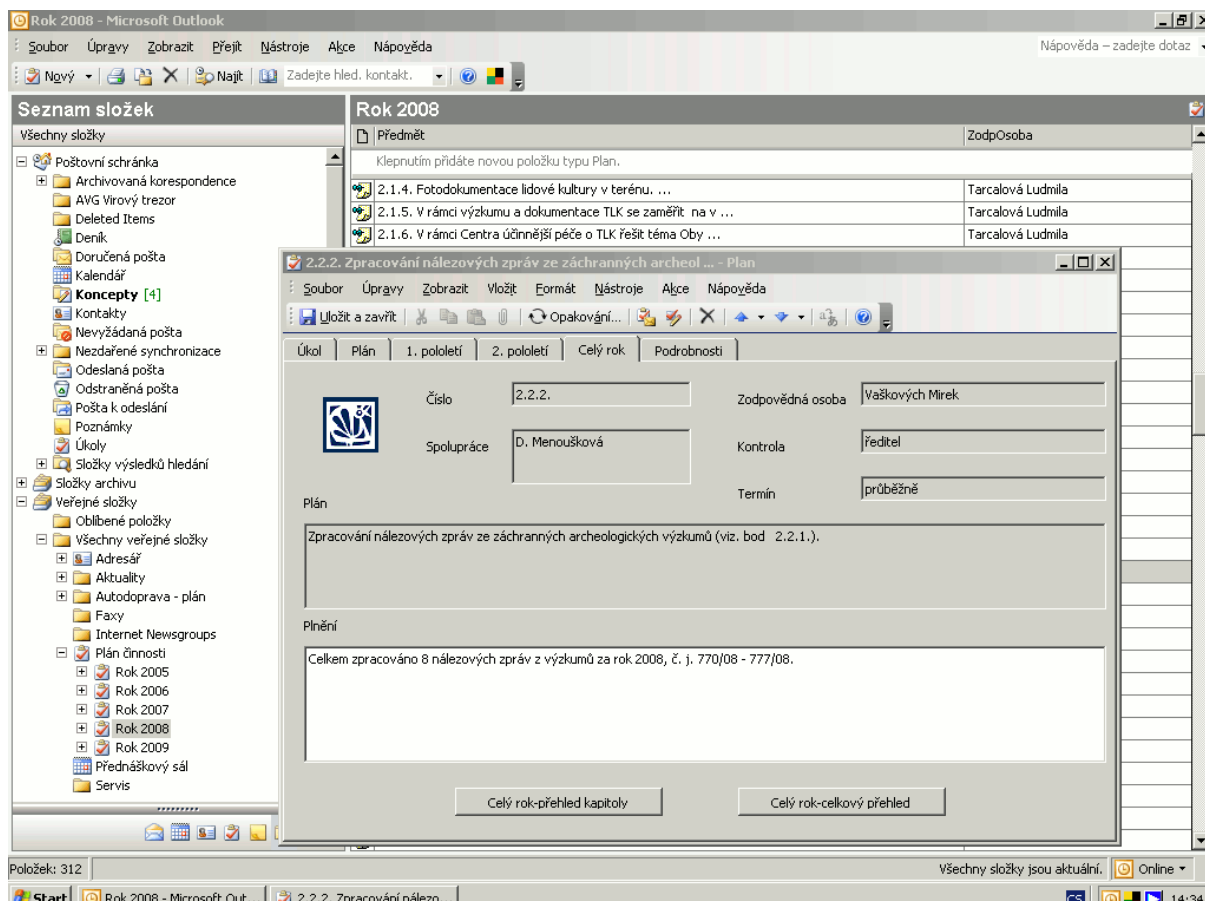 Rok 2008 - Microsoft Outlook
Soubor Úpravy Zobrazit Přejít Nástroje Akce Nápověda
Nápověda – zadejte dotaz
Nový Najít Zadejte hled. kontakt.
Seznam složek
Všechny složky
Poštovní schránka
Archivovaná korespondence
AVG Virový trezor
Deleted Items
Deník
Doručená pošta
Kalendář
Koncepty [4]
Kontakty
Nevyžádaná pošta
Nezdařené synchronizace
Odeslaná pošta
Odstraněná pošta
Pošta k odeslání
Poznámky
Úkoly
Složky výsledků hledání
Složky archivu
Veřejné složky
Oblíbené položky
Všechny veřejné složky
Adresář
Aktuality
Autodoprava - plán
Faxy
Internet Newsgroups
Plán činnosti
Rok 2005
Rok 2006
Rok 2007
Rok 2008
Rok 2009
Přednáškový sál
Servis
Rok 2008
Předmět ZodpOsoba
Klepnutím přidáte novou položku typu Plan.
2.1.4. Fotodokumentace lidové kultury v terénu. ... Tarcalová Ludmila
2.1.5. V rámci výzkumu a dokumentace TLK se zaměřit na v ... Tarcalová Ludmila
2.1.6. V rámci Centra účinnější péče o TLK řešit téma Oby ... Tarcalová Ludmila
2.2.2. Zpracování nálezových zpráv ze záchranných archeol ... - Plan
Soubor Úpravy Zobrazit Vložit Formát Nástroje Akce Nápověda
Uložit a zavřít Opakování...
Úkol Plán 1. pololetí 2. pololetí Celý rok Podrobnosti
Číslo 2.2.2. Zodpovědná osoba Vaškových Mirek
Spolupráce D. Menoušková Kontrola ředitel
Termín průběžně
Plán
Zpracování nálezových zpráv ze záchranných archeologických výzkumů (viz. bod 2.2.1.).
Plnění
Celkem zpracováno 8 nálezových zpráv z výzkumů za rok 2008, č. j. 770/08 - 777/08.
Celý rok-přehled kapitoly Celý rok-celkový přehled
Položek: 312 Všechny složky jsou aktuální. Online
Start Rok 2008 - Microsoft Out... 2.2.2. Zpracování nálezo... CS 14:34